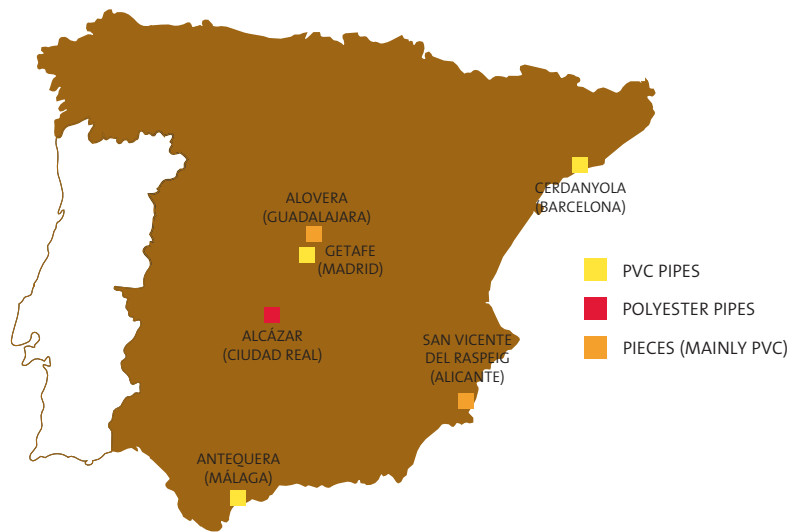 ALOVERA
(GUADALAJARA)
GETAFE
(MADRID)
CERDANYOLA
(BARCELONA)
ALCÁZAR
(CIUDAD REAL)
SAN VICENTE
DEL RASPEIG
(ALICANTE)
ANTEQUERA
(MÁLAGA)
PVC PIPES
POLYESTER PIPES
PIECES (MAINLY PVC)